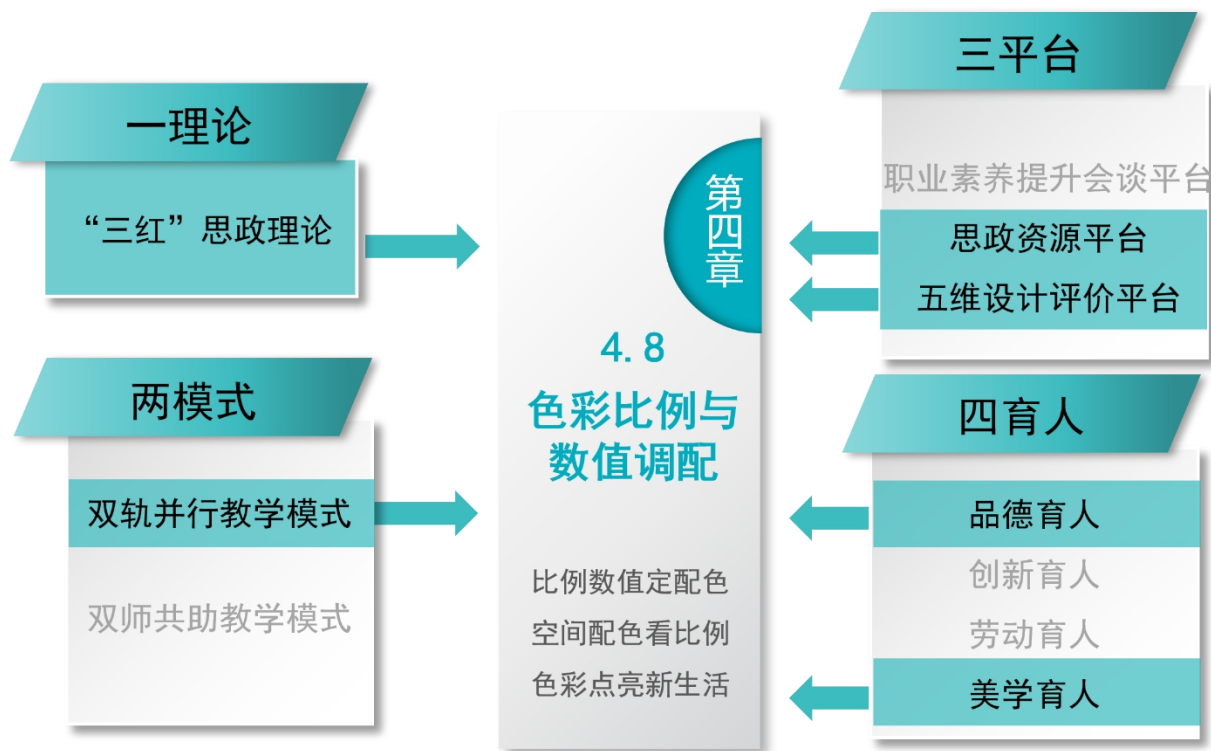 一理论
“三红”思政理论
两模式
双轨并行教学模式
双师共助教学模式
第四章
4.8
色彩比例与
数值调配
比例数值定配色
空间配色看比例
色彩点亮新生活
三平台
职业素养提升会谈平台
思政资源平台
五维设计评价平台
四育人
品德育人
创新育人
劳动育人
美学育人